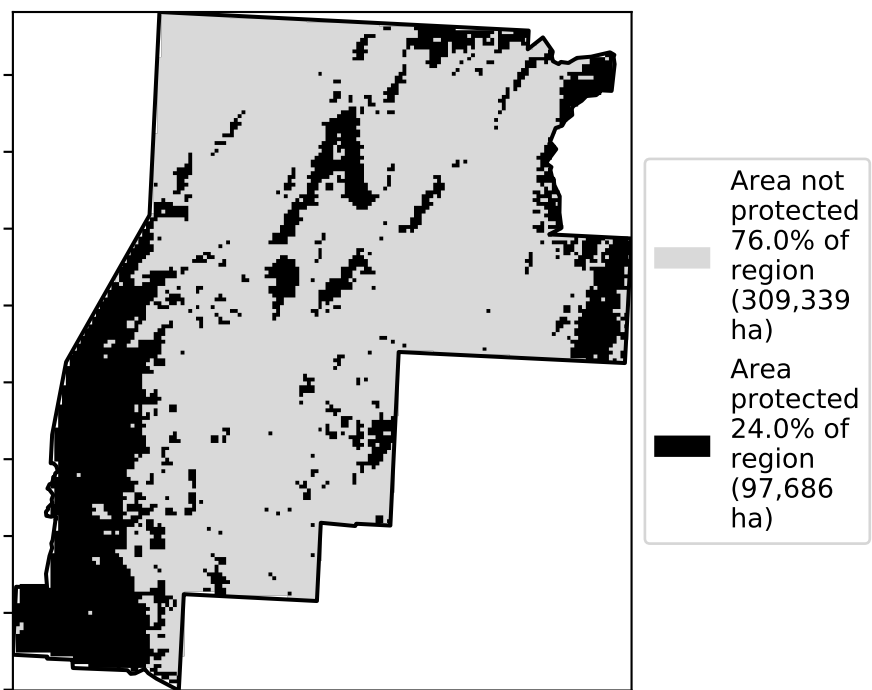 Area not
protected
76.0% of
region
(309,339
ha)
Area
protected
24.0% of
region
(97,686
ha)